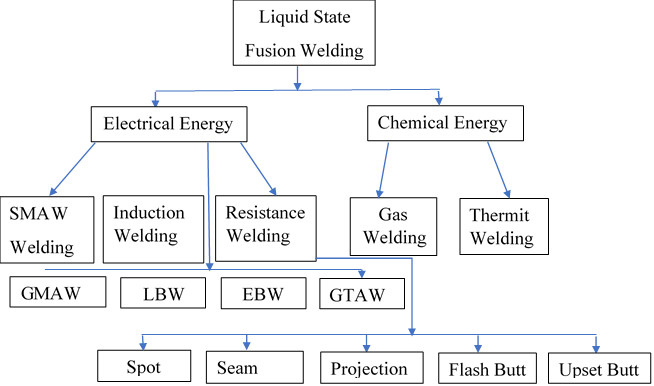 Liquid State
Fusion Welding
Electrical Energy
Chemical Energy
SMAW
Welding
Induction
Welding
Resistance
Welding
Gas
Welding
Thermit
Welding
GMAW
LBW
EBW
GTAW
Spot
Seam
Projection
Flash Butt
Upset Butt